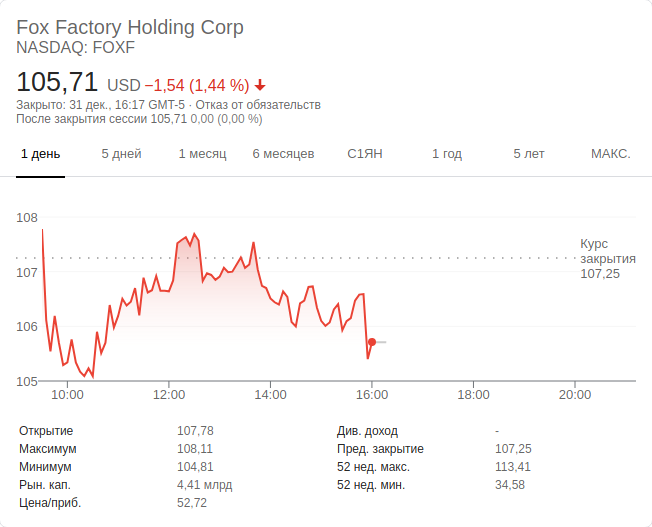 Fox Factory Holding Corp
NASDAQ: FOXF
105,71 USD −1,54 (1,44 %)
Закрыто: 31 дек., 16:17 GMT-5 · Отказ от обязательств
После закрытия сессии 105,71 0,00 (0,00 %)
1 день 5 дней 1 месяц 6 месяцев С1ЯН 1 год 5 лет МАКС.
108
107
106
105
Курс
закрытия
107,25
10:00 12:00 14:00 16:00 18:00 20:00
Открытие 107,78 Див. доход -
Максимум 108,11 Пред. закрытие 107,25
Минимум 104,81 52 нед. макс. 113,41
Рын. кап. 4,41 млрд 52 нед. мин. 34,58
Цена/приб. 52,72